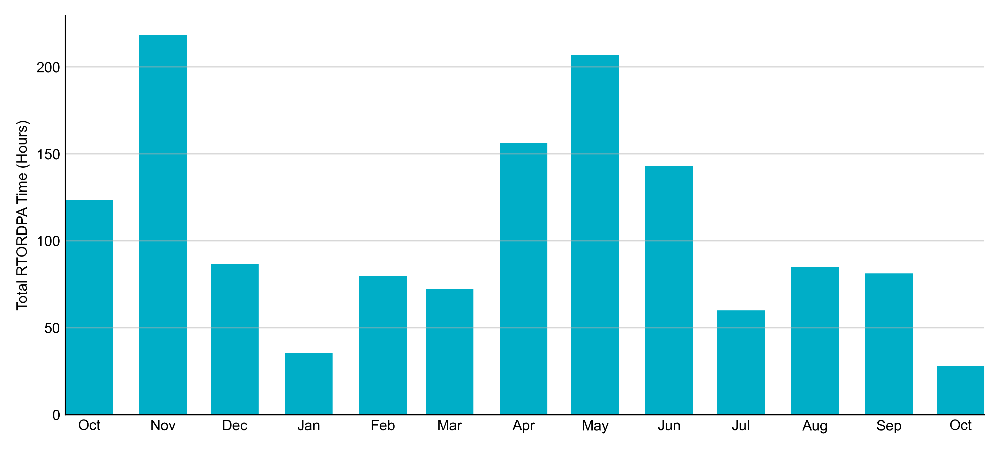 Total RTORDPA Time (Hours)
200
150
100
50
0
Oct Nov Dec Jan Feb Mar Apr May Jun Jul Aug Sep Oct